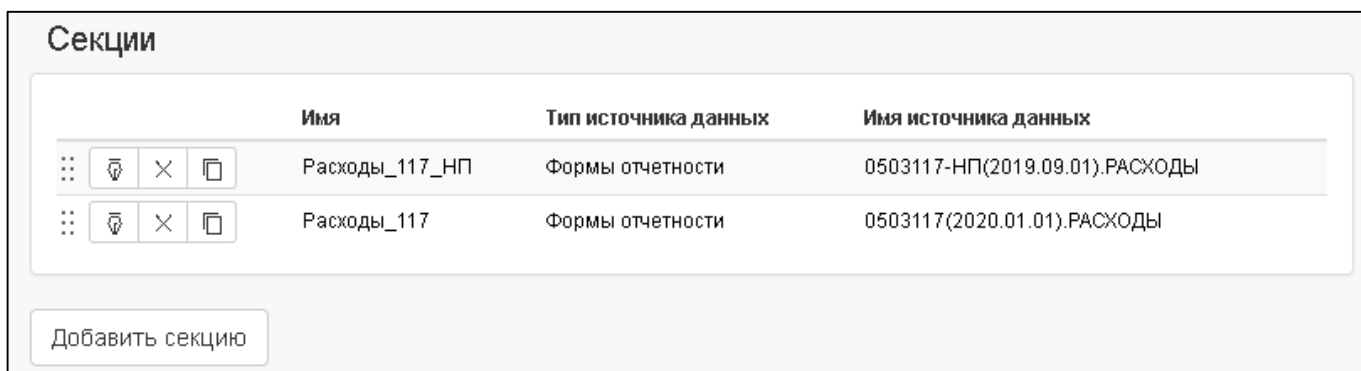 Секции
Имя Тип источника данных Имя источника данных
Расходы_117_НП Формы отчетности 0503117-НП(2019.09.01).РАСХОДЫ
Расходы_117 Формы отчетности 0503117(2020.01.01).РАСХОДЫ
Добавить секцию